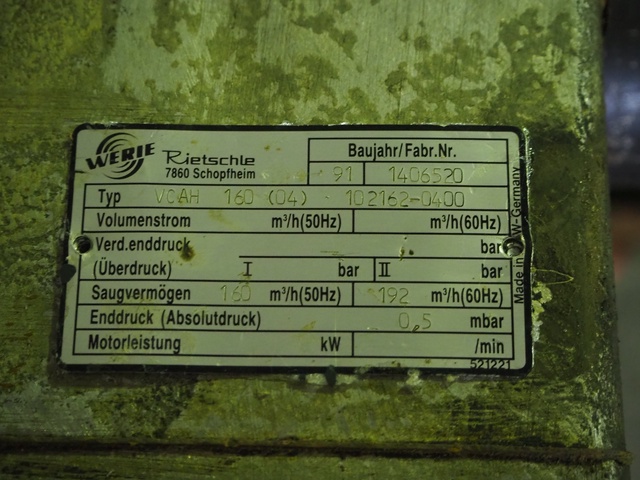 WERIE Rietschle
7860 Schopfheim
Baujahr/Fabr.Nr.
91 1406520
Typ VCAH 160 (04) - 102162-0400
Volumenstrom m³/h(50Hz) m³/h(60Hz)
Verd.enddruck bar
(Überdruck) I bar II bar
Saugvermögen 160 m³/h(50Hz) 192 m³/h(60Hz)
Enddruck (Absolutdruck) 0,5 mbar
Motorleistung kW /min
521221
Made in W-Germany